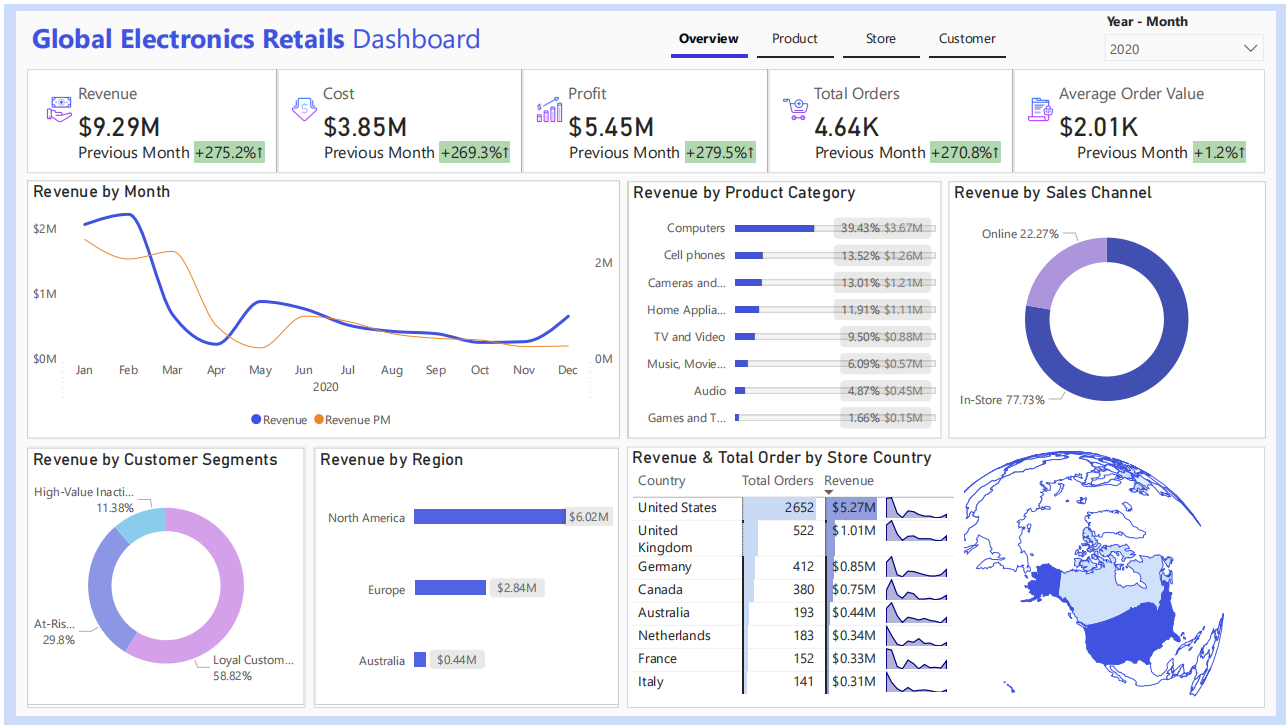 Global Electronics Retails Dashboard
Overview
Product
Store
Customer
Year - Month
2020
Revenue
$9.29M
Previous Month +275.2%↑
Cost
$3.85M
Previous Month +269.3%↑
Profit
$5.45M
Previous Month +279.5%↑
Total Orders
4.64K
Previous Month +270.8%↑
Average Order Value
$2.01K
Previous Month +1.2%↑
Revenue by Month
$2M
$1M
$0M
2M
0M
Jan Feb Mar Apr May Jun Jul Aug Sep Oct Nov Dec
2020
Revenue Revenue PM
Revenue by Product Category
Computers 39.43% $3.67M
Cell phones 13.52% $1.26M
Cameras and... 13.01% $1.21M
Home Applia... 11.91% $1.11M
TV and Video 9.50% $0.88M
Music, Movie... 6.09% $0.57M
Audio 4.87% $0.45M
Games and T... 1.66% $0.15M
Revenue by Sales Channel
Online 22.27%
In-Store 77.73%
Revenue by Customer Segments
High-Value Inacti...
11.38%
At-Ris...
29.8%
Loyal Custom...
58.82%
Revenue by Region
North America $6.02M
Europe $2.84M
Australia $0.44M
Revenue & Total Order by Store Country
Country Total Orders Revenue
United States 2652 $5.27M
United 522 $1.01M
Kingdom
Germany 412 $0.85M
Canada 380 $0.75M
Australia 193 $0.44M
Netherlands 183 $0.34M
France 152 $0.33M
Italy 141 $0.31M